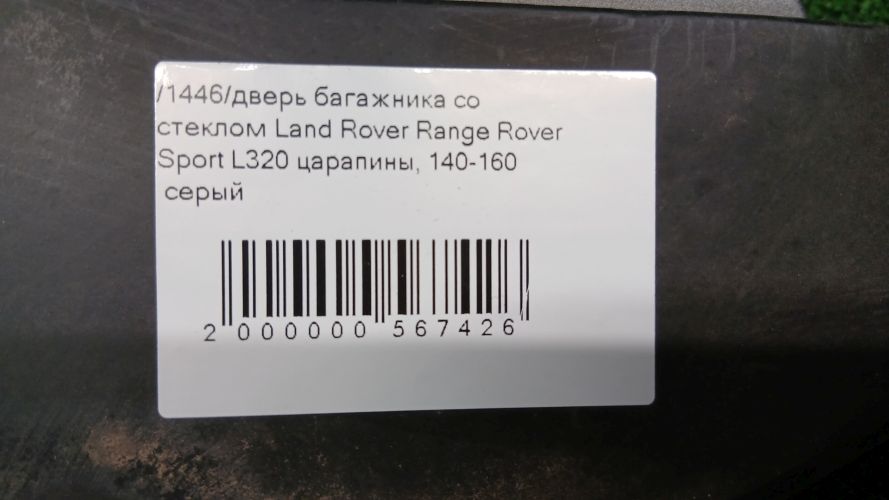 /1446/дверь багажника со
стеклом Land Rover Range Rover
Sport L320 царапины, 140-160
серый
2 000000 567426